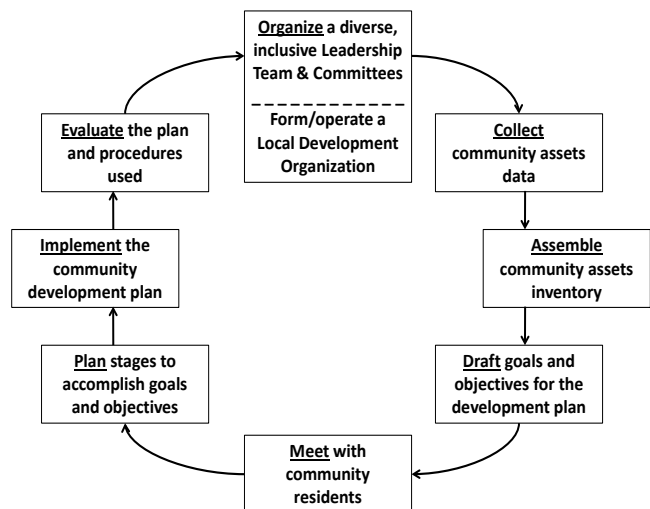 Organize a diverse,
inclusive Leadership
Team & Committees
Form/operate a
Local Development
Organization
Collect
community assets
data
Assemble
community assets
inventory
Draft goals and
objectives for the
development plan
Meet with
community
residents
Plan stages to
accomplish goals
and objectives
Implement the
community
development plan
Evaluate the plan
and procedures
used